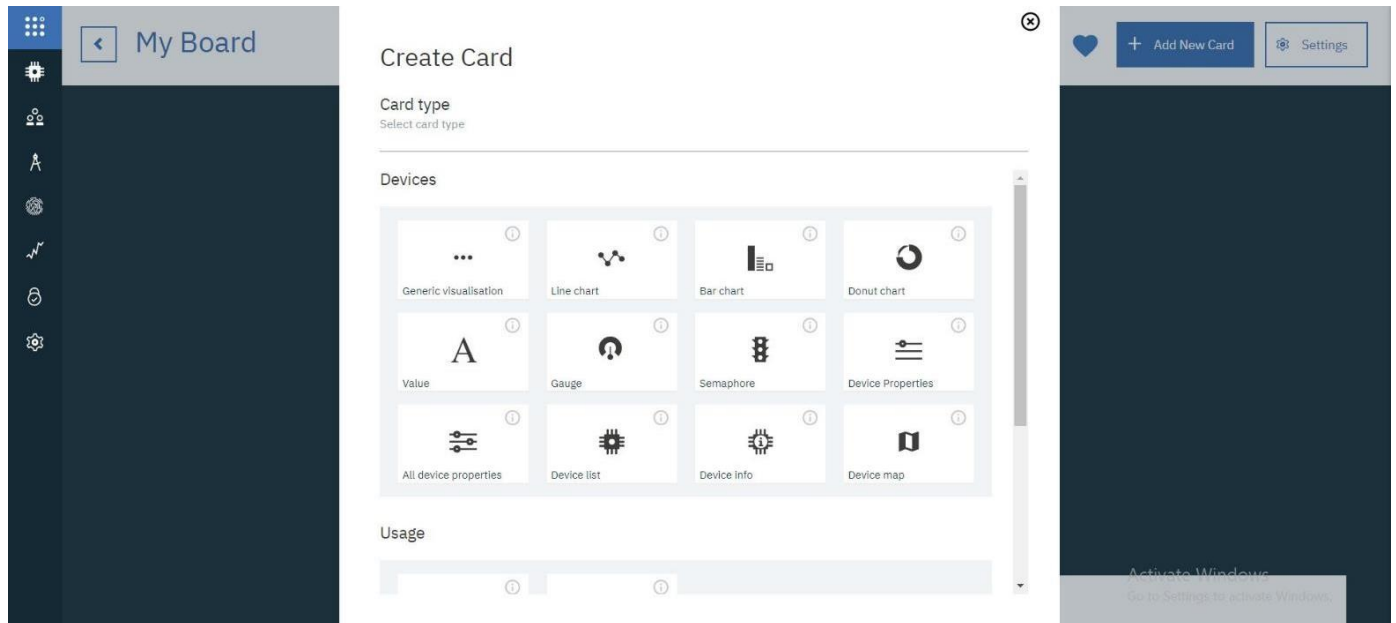 My Board
Create Card
Add New Card
Settings
Card type
Select card type
Devices
Generic visualisation
Line chart
Bar chart
Donut chart
A
Value
Gauge
Semaphore
Device Properties
All device properties
Device list
Device info
Device map
Usage
Activate Windows
Go to Settings to activate Windows.